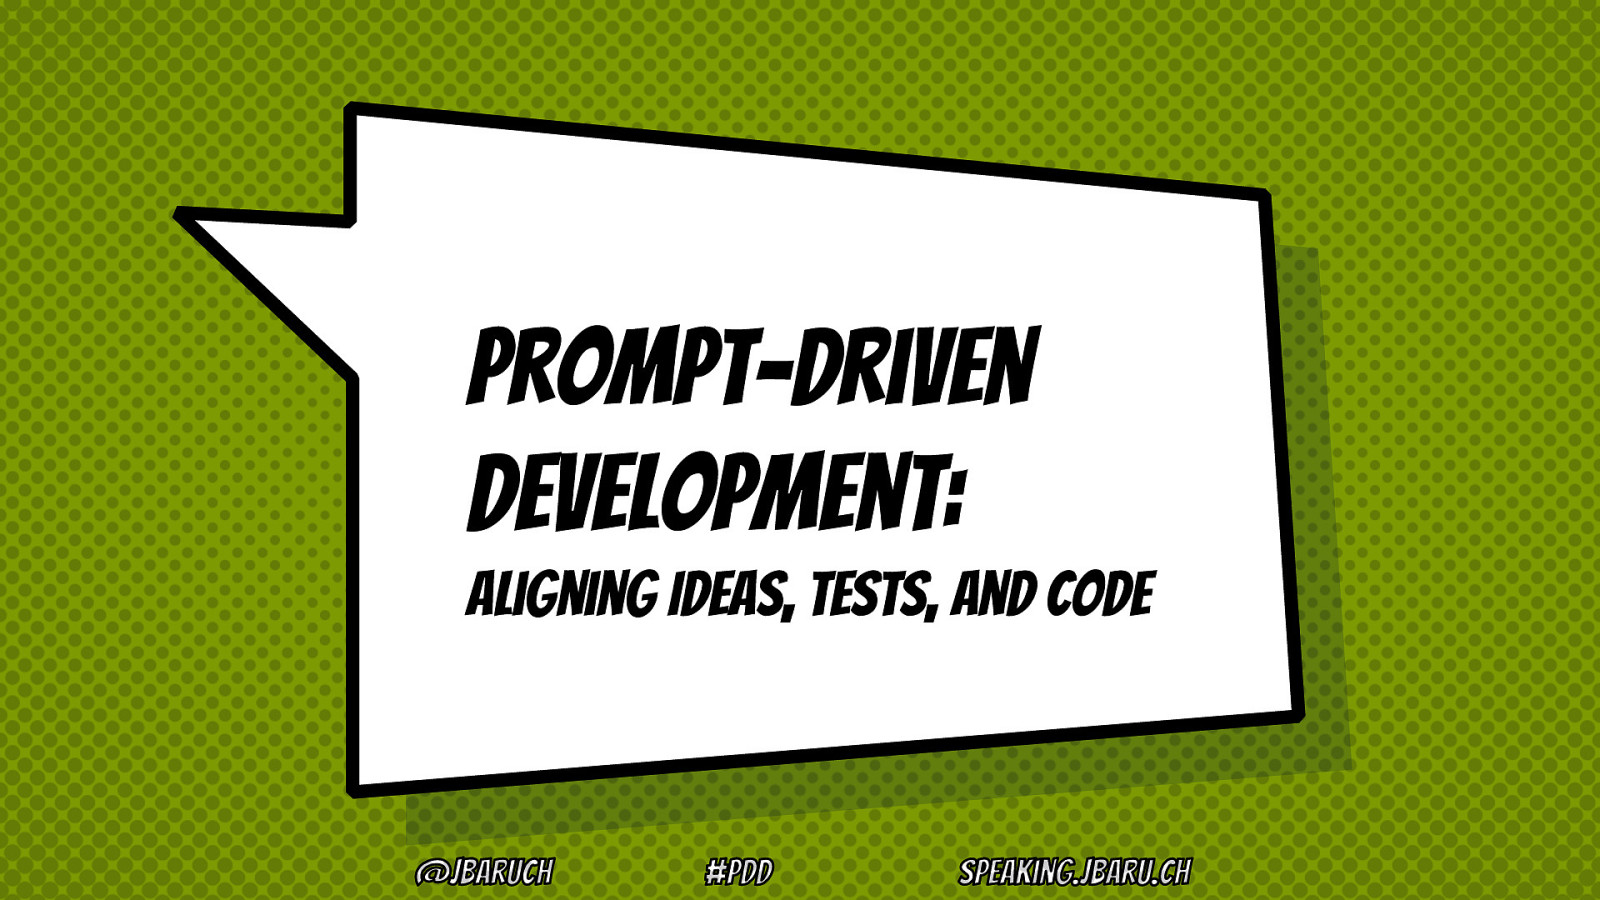 PROMPT-DRIVEN
DEVELOPMENT:
ALIGNING IDEAS, TESTS, AND CODE
@JBARUCH #PDD SPEAKING.JBARU.CH